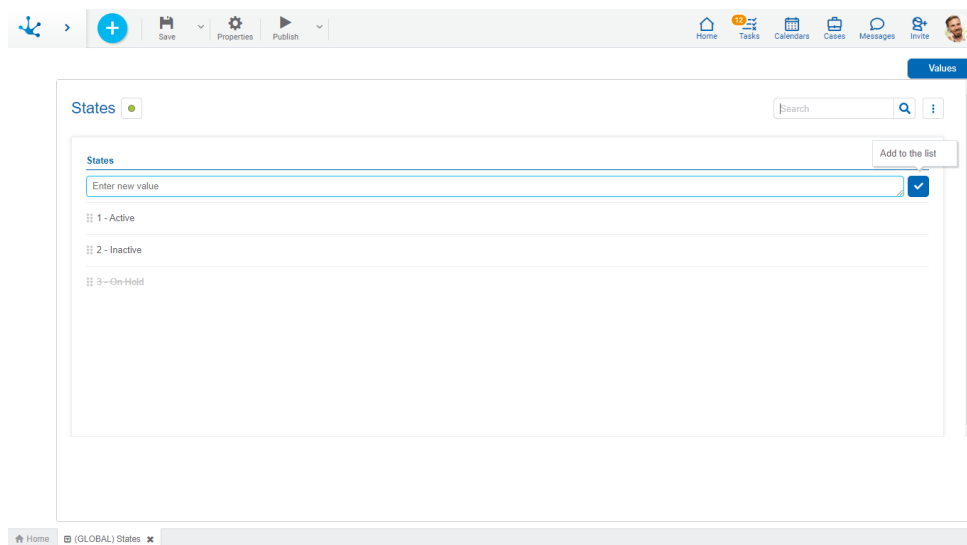 Save
Properties
Publish
Home
12
Tasks
Calendars
Cases
Messages
Invite
Values
States
Search
Add to the list
States
Enter new value
1 - Active
2 - Inactive
3 - On Hold
Home
(GLOBAL) States